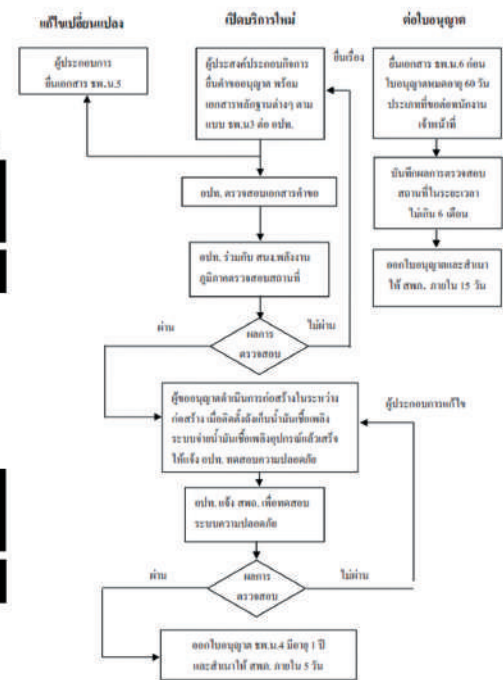 แก้ไขเปลี่ยนแปลง
เปิดบริการใหม่
ต่อใบอนุญาต
ผู้ประกอบการ
ยื่นเอกสาร ธพ.น.5
ผู้ประสงค์ประกอบกิจการ
ยื่นคำขออนุญาต พร้อม
เอกสารหลักฐานต่างๆ ตาม
แบบ ธพ.น3 ต่อ อปท.
ยื่นเรื่อง
ยื่นเอกสาร ธพ.น.6 ก่อน
ใบอนุญาตหมดอายุ 60 วัน
ประเภทที่ขอต่อพนักงาน
เจ้าหน้าที่
อปท. ตรวจสอบเอกสารคำขอ
บันทึกผลการตรวจสอบ
สถานที่ในระยะเวลา
ไม่เกิน 6 เดือน
อปท. ร่วมกับ สนง.พลังงาน
ภูมิภาคตรวจสอบสถานที่
ออกใบอนุญาตและสำเนา
ให้ สพภ. ภายใน 15 วัน
ผ่าน
ผลการ
ตรวจสอบ
ไม่ผ่าน
ผู้ขออนุญาตดำเนินการก่อสร้างในระหว่าง
ก่อสร้าง เมื่อติดตั้งถังเก็บน้ำมันเชื้อเพลิง
ระบบจ่ายน้ำมันเชื้อเพลิงอุปกรณ์แล้วเสร็จ
ให้แจ้ง อปท. ทดสอบความปลอดภัย
ผู้ประกอบการแก้ไข
อปท. แจ้ง สพภ. เพื่อทดสอบ
ระบบความปลอดภัย
ผ่าน
ผลการ
ตรวจสอบ
ไม่ผ่าน
ออกใบอนุญาต ธพ.น.4 มีอายุ 1 ปี
และสำเนาให้ สพภ. ภายใน 5 วัน